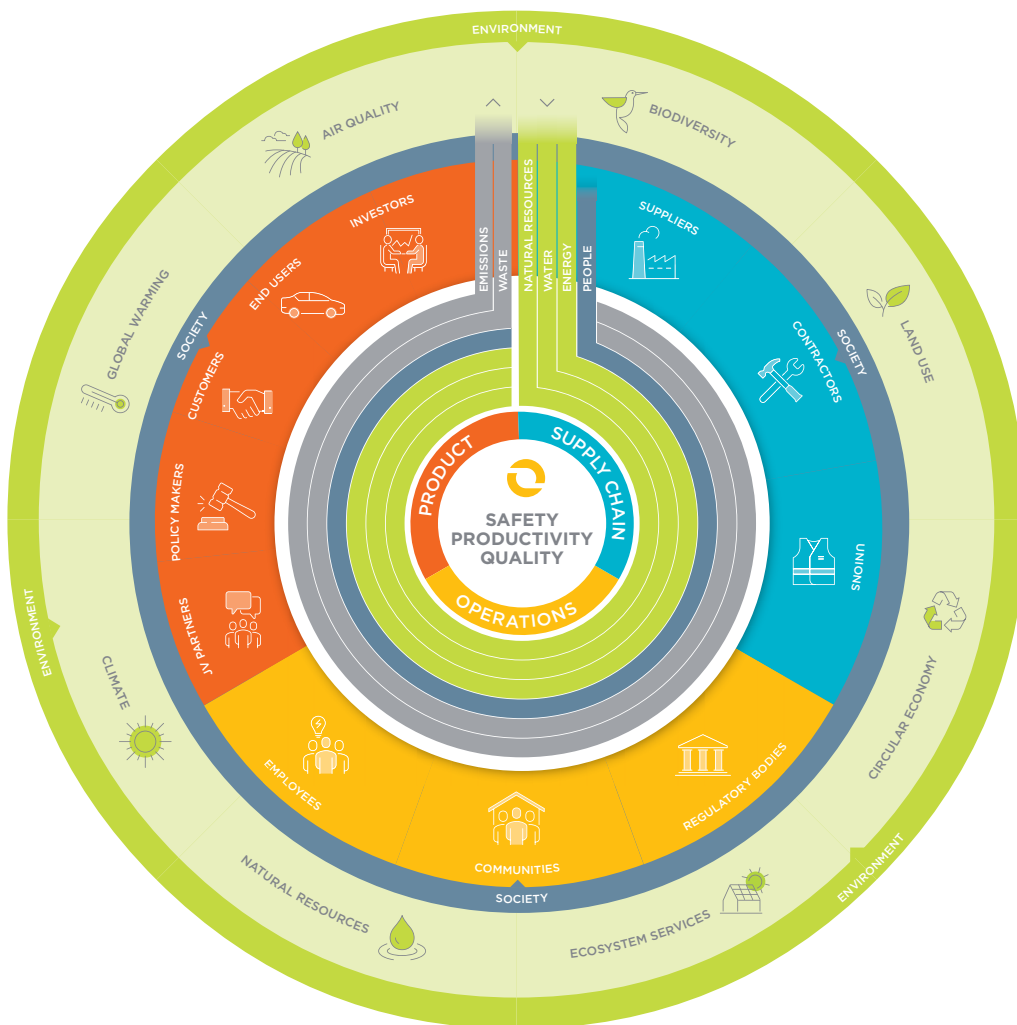 ENVIRONMENT
AIR QUALITY
BIODIVERSITY
INVESTORS
EMISSIONS
WASTE
NATURAL RESOURCES
WATER
ENERGY
PEOPLE
SUPPLIERS
END USERS
GLOBAL WARMING
SOCIETY
CONTRACTORS
SOCIETY
LAND USE
CUSTOMERS
PRODUCT
SUPPLY CHAIN
POLICY MAKERS
SAFETY
PRODUCTIVITY
QUALITY
UNIONS
OPERATIONS
JV PARTNERS
ENVIRONMENT
CLIMATE
CIRCULAR ECONOMY
EMPLOYEES
REGULATORY BODIES
COMMUNITIES
ENVIRONMENT
SOCIETY
NATURAL RESOURCES
ECOSYSTEM SERVICES